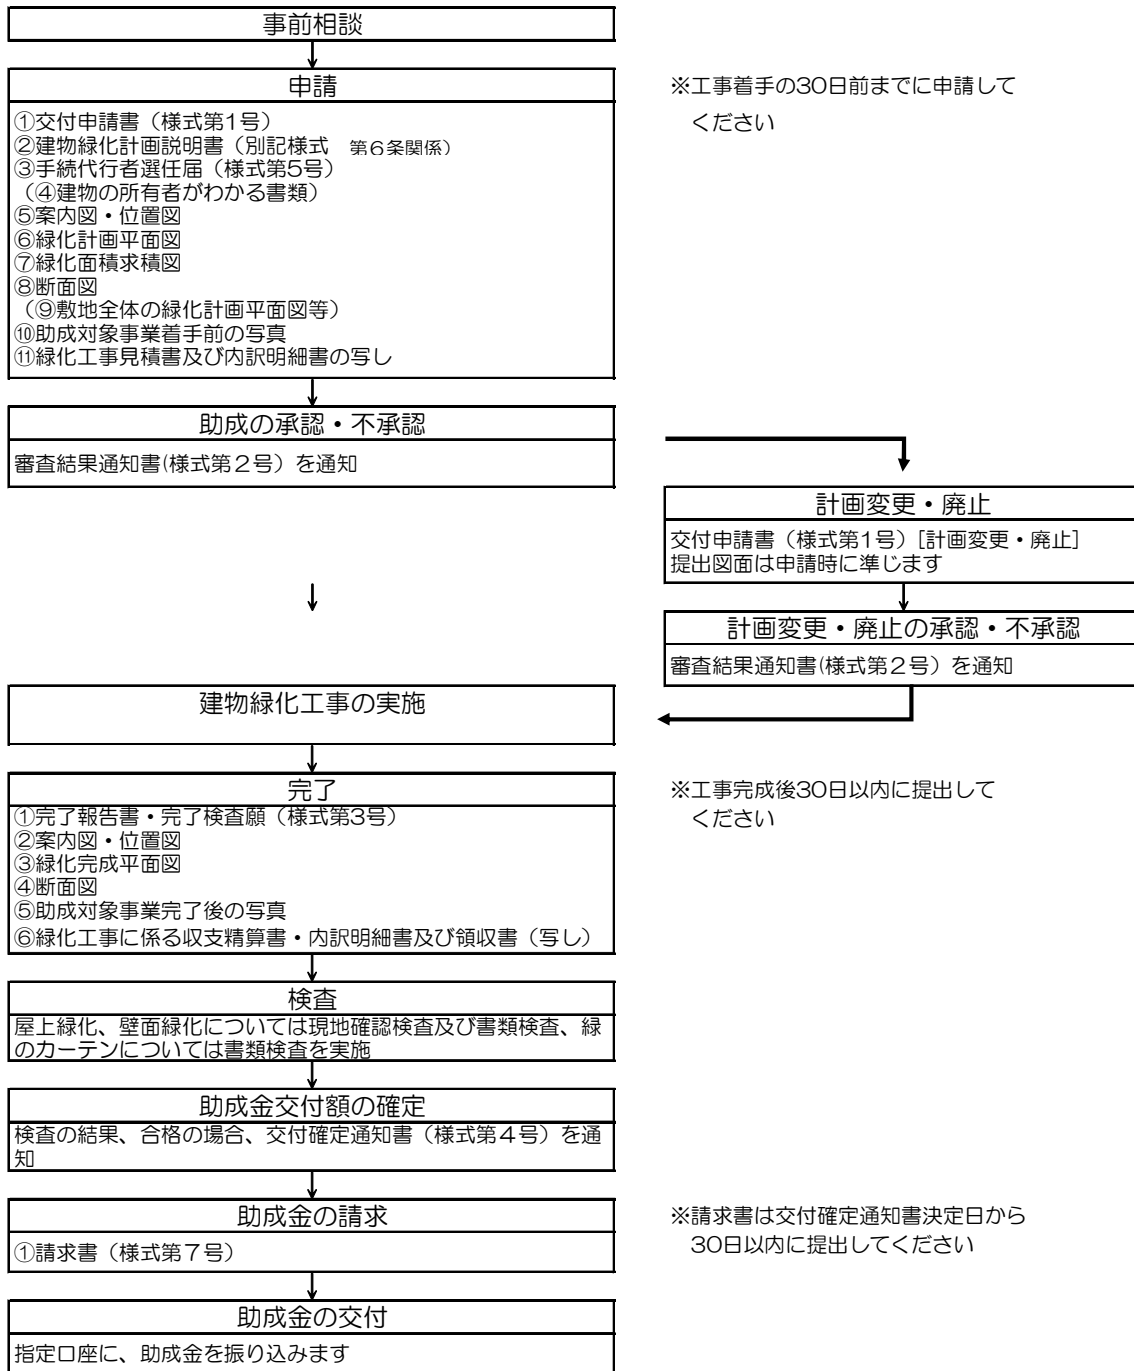 事前相談
申請
※工事着手の30日前までに申請して
ください
①交付申請書（様式第1号）
②建物緑化計画説明書（別記様式　第６条関係）
③手続代行者選任届（様式第5号）
（④建物の所有者がわかる書類）
⑤案内図・位置図
⑥緑化計画平面図
⑦緑化面積求積図
⑧断面図
（⑨敷地全体の緑化計画平面図等）
⑩助成対象事業着手前の写真
⑪緑化工事見積書及び内訳明細書の写し
助成の承認・不承認
審査結果通知書(様式第２号）を通知
計画変更・廃止
交付申請書（様式第1号）[計画変更・廃止]
提出図面は申請時に準じます
計画変更・廃止の承認・不承認
審査結果通知書(様式第２号）を通知
建物緑化工事の実施
完了
※工事完成後30日以内に提出して
ください
①完了報告書・完了検査願（様式第3号）
②案内図・位置図
③緑化完成平面図
④断面図
⑤助成対象事業完了後の写真
⑥緑化工事に係る収支精算書・内訳明細書及び領収書（写し）
検査
屋上緑化、壁面緑化については現地確認検査及び書類検査、緑
のカーテンについては書類検査を実施
助成金交付額の確定
検査の結果、合格の場合、交付確定通知書（様式第４号）を通
知
助成金の請求
※請求書は交付確定通知書決定日から
30日以内に提出してください
①請求書（様式第７号）
助成金の交付
指定口座に、助成金を振り込みます